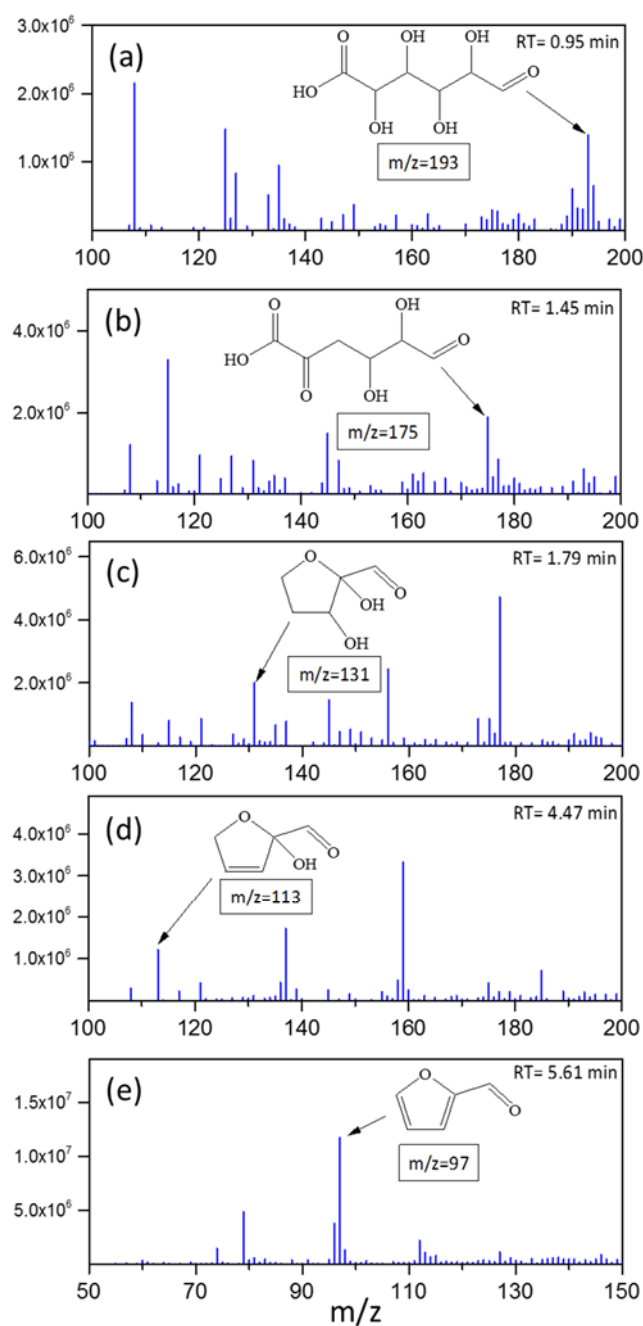 3.0x10⁶
(a)
RT= 0.95 min
O OH OH
O
HO
OH OH
2.0x10⁶
m/z=193
1.0x10⁶
100 120 140 160 180 200
(b)
RT= 1.45 min
O OH
4.0x10⁶
O
HO
O OH
2.0x10⁶
m/z=175
100 120 140 160 180 200
6.0x10⁶
(c)
RT= 1.79 min
O
O
OH
4.0x10⁶
OH
m/z=131
2.0x10⁶
100 120 140 160 180 200
(d)
RT= 4.47 min
O
4.0x10⁶
OH O
3.0x10⁶
m/z=113
2.0x10⁶
1.0x10⁶
100 120 140 160 180 200
(e)
RT= 5.61 min
O
1.5x10⁷
O
1.0x10⁷
m/z=97
5.0x10⁶
50 70 90 110 130 150
m/z